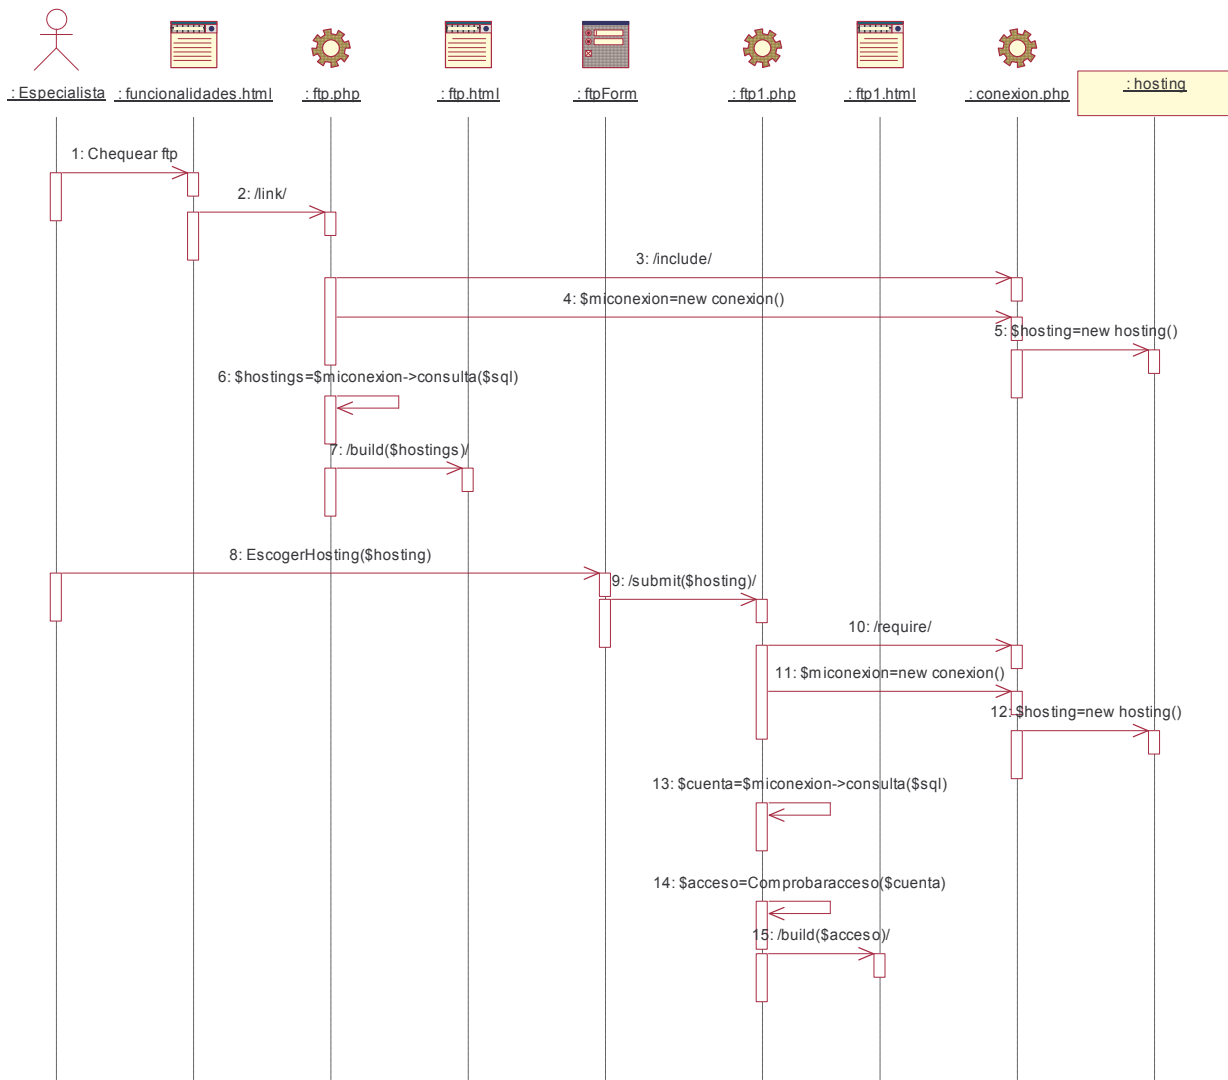 : Especialista
: funcionalidades.html
: ftp.php
: ftp.html
: ftpForm
: ftp1.php
: ftp1.html
: conexion.php
: hosting
1: Chequear ftp
2: /link/
3: /include/
4: $miconexion=new conexion()
5: $hosting=new hosting()
6: $hostings=$miconexion->consulta($sql)
7: /build($hostings)/
8: EscogerHosting($hosting)
9: /submit($hosting)/
10: /require/
11: $miconexion=new conexion()
12: $hosting=new hosting()
13: $cuenta=$miconexion->consulta($sql)
14: $acceso=Comprobaracceso($cuenta)
15: /build($acceso)/